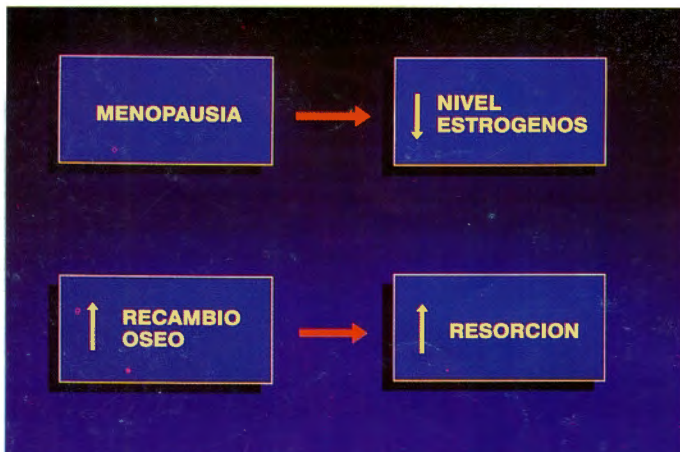 MENOPAUSIA
↓ NIVEL
ESTROGENOS
↑ RECAMBIO
OSEO
↑ RESORCION